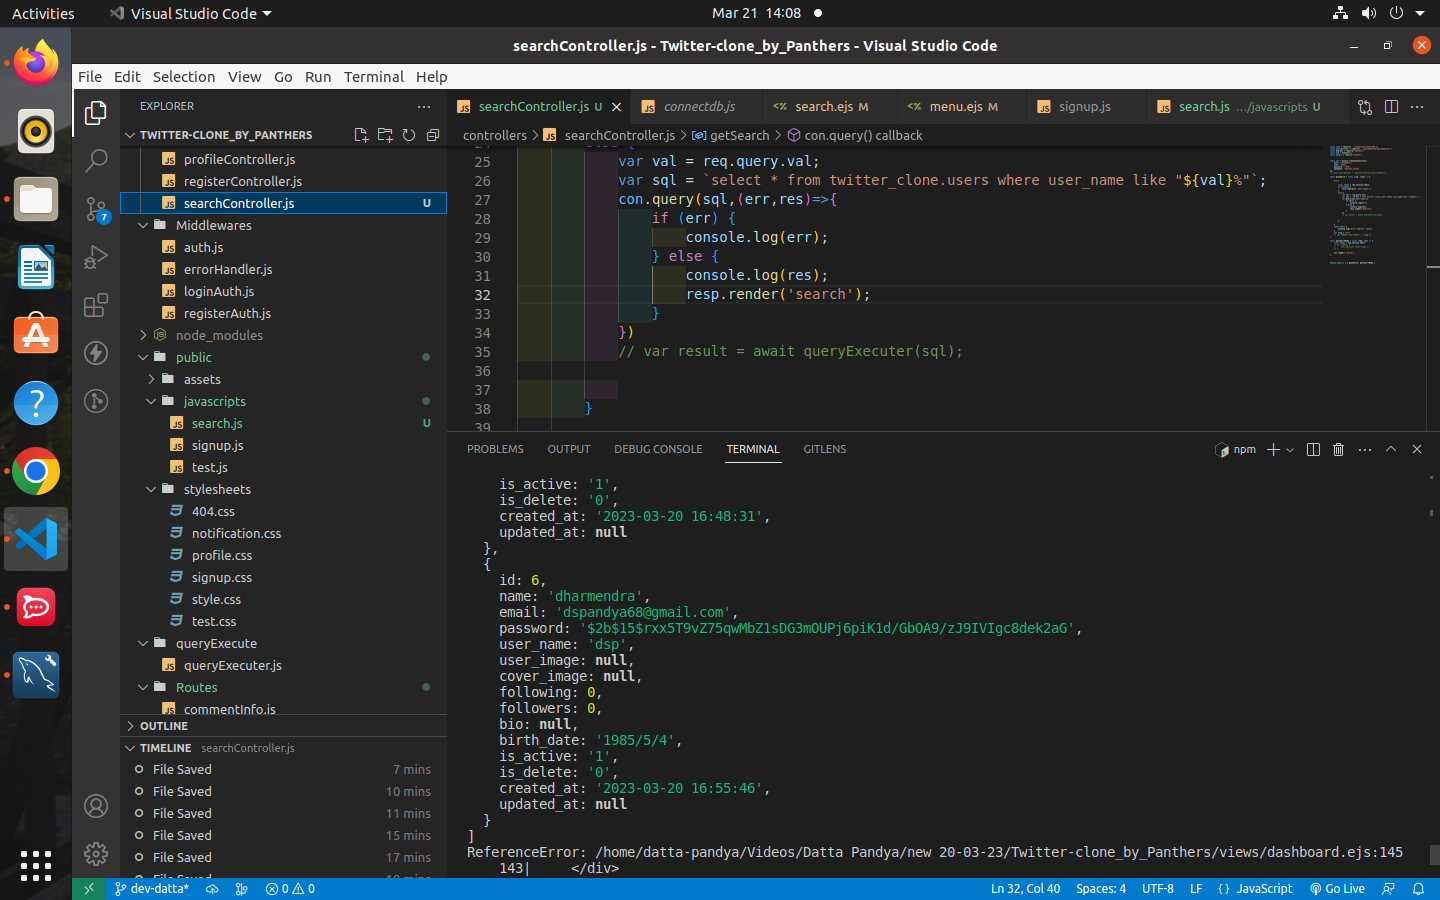 Activities
Visual Studio Code
Mar 21 14:08
searchController.js - Twitter-clone_by_Panthers - Visual Studio Code
File Edit Selection View Go Run Terminal Help
EXPLORER
searchController.js U
connectdb.js
search.ejs M
menu.ejs M
signup.js
search.js .../javascripts U
TWITTER-CLONE_BY_PANTHERS
controllers > searchController.js > getSearch > con.query() callback
profileController.js
registerController.js
searchController.js U
Middlewares
auth.js
errorHandler.js
loginAuth.js
registerAuth.js
node_modules
public
assets
javascripts
search.js U
signup.js
test.js
stylesheets
404.css
notification.css
profile.css
signup.css
style.css
test.css
queryExecute
queryExecuter.js
Routes
commentInfo.js
OUTLINE
TIMELINE searchController.js
File Saved 7 mins
File Saved 10 mins
File Saved 11 mins
File Saved 15 mins
File Saved 17 mins
7
25 var val = req.query.val;
26 var sql = `select * from twitter_clone.users where user_name like "${val}%"`;
27 con.query(sql,(err,res)=>{
28 if (err) {
29 console.log(err);
30 } else {
31 console.log(res);
32 resp.render('search');
33 }
34 })
35 // var result = await queryExecuter(sql);
36
37
38 }
39
PROBLEMS OUTPUT DEBUG CONSOLE TERMINAL GITLENS
npm
is_active: '1',
is_delete: '0',
created_at: '2023-03-20 16:48:31',
updated_at: null
},
{
id: 6,
name: 'dharmendra',
email: 'dspandya68@gmail.com',
password: '$2b$15$rxx5T9vZ75qwMbZ1sDG3mOUPj6piK1d/GbOA9/zJ9IVIgc8dek2aG',
user_name: 'dsp',
user_image: null,
cover_image: null,
following: 0,
followers: 0,
bio: null,
birth_date: '1985/5/4',
is_active: '1',
is_delete: '0',
created_at: '2023-03-20 16:55:46',
updated_at: null
}
]
ReferenceError: /home/datta-pandya/Videos/Datta Pandya/new 20-03-23/Twitter-clone_by_Panthers/views/dashboard.ejs:145
143| </div>
dev-datta*
0 0
Ln 32, Col 40
Spaces: 4
UTF-8
LF
{ } JavaScript
Go Live